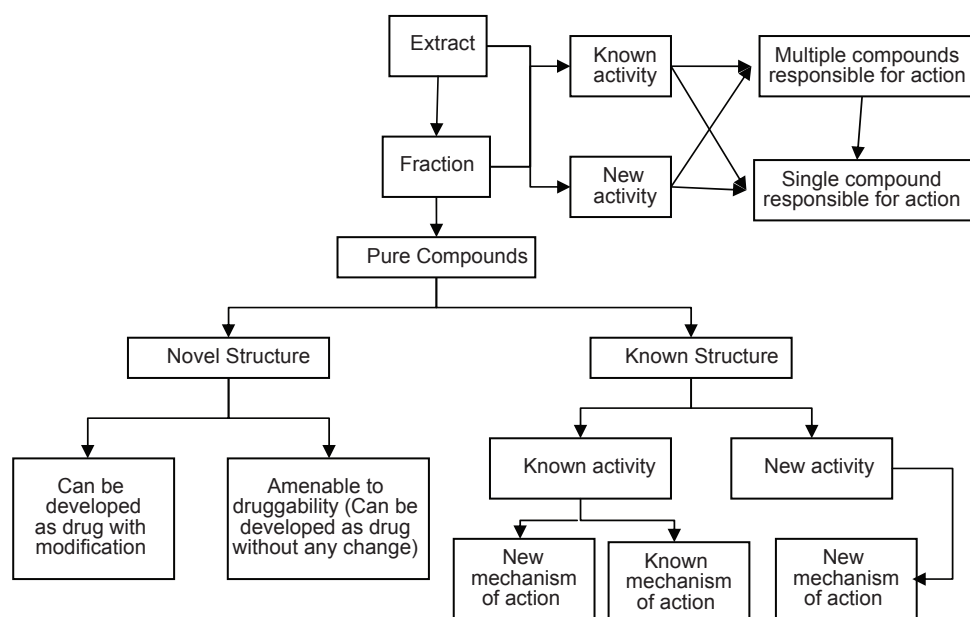 Extract
Known
activity
Multiple compounds
responsible for action
Fraction
New
activity
Single compound
responsible for action
Pure Compounds
Novel Structure
Known Structure
Can be
developed
as drug with
modification
Amenable to
druggability (Can be
developed as drug
without any change)
Known activity
New activity
New
mechanism
of action
Known
mechanism
of action
New
mechanism
of action